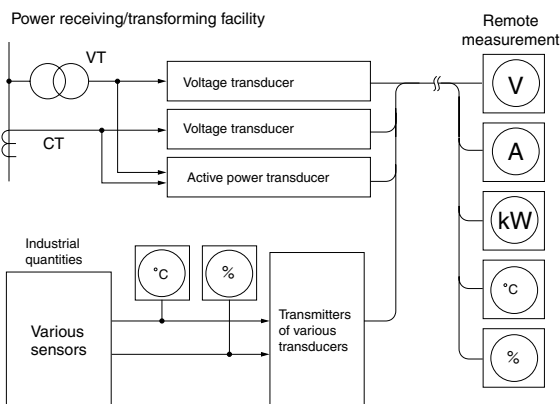 Power receiving/transforming facility
Remote
measurement
VT
Voltage transducer
V
Voltage transducer
CT
A
Active power transducer
kW
Industrial
quantities
°C
%
°C
Various
sensors
Transmitters
of various
transducers
%